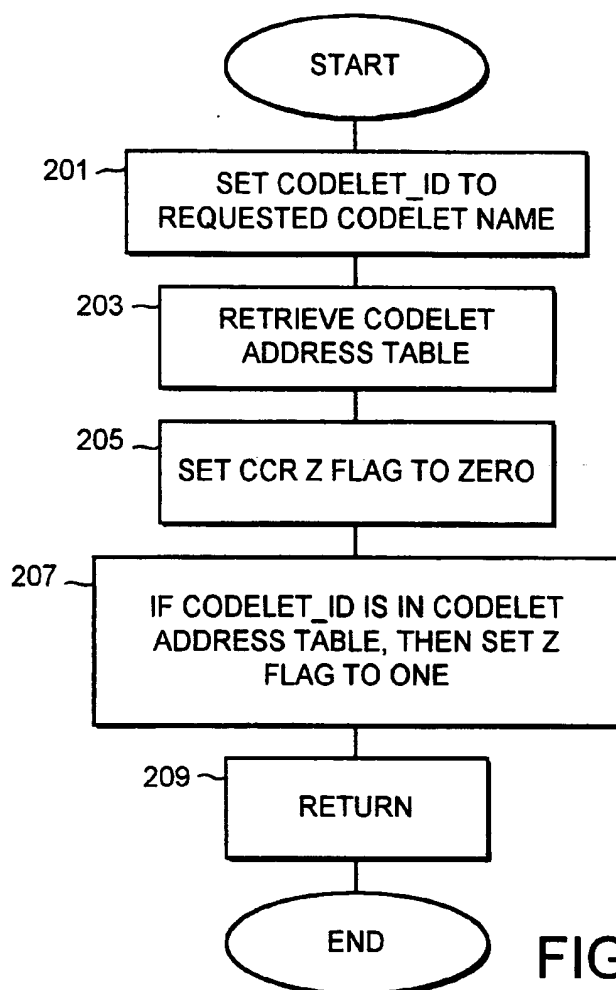 START
201
SET CODELET_ID TO
REQUESTED CODELET NAME
203
RETRIEVE CODELET
ADDRESS TABLE
205
SET CCR Z FLAG TO ZERO
207
IF CODELET_ID IS IN CODELET
ADDRESS TABLE, THEN SET Z
FLAG TO ONE
209
RETURN
END
FIG